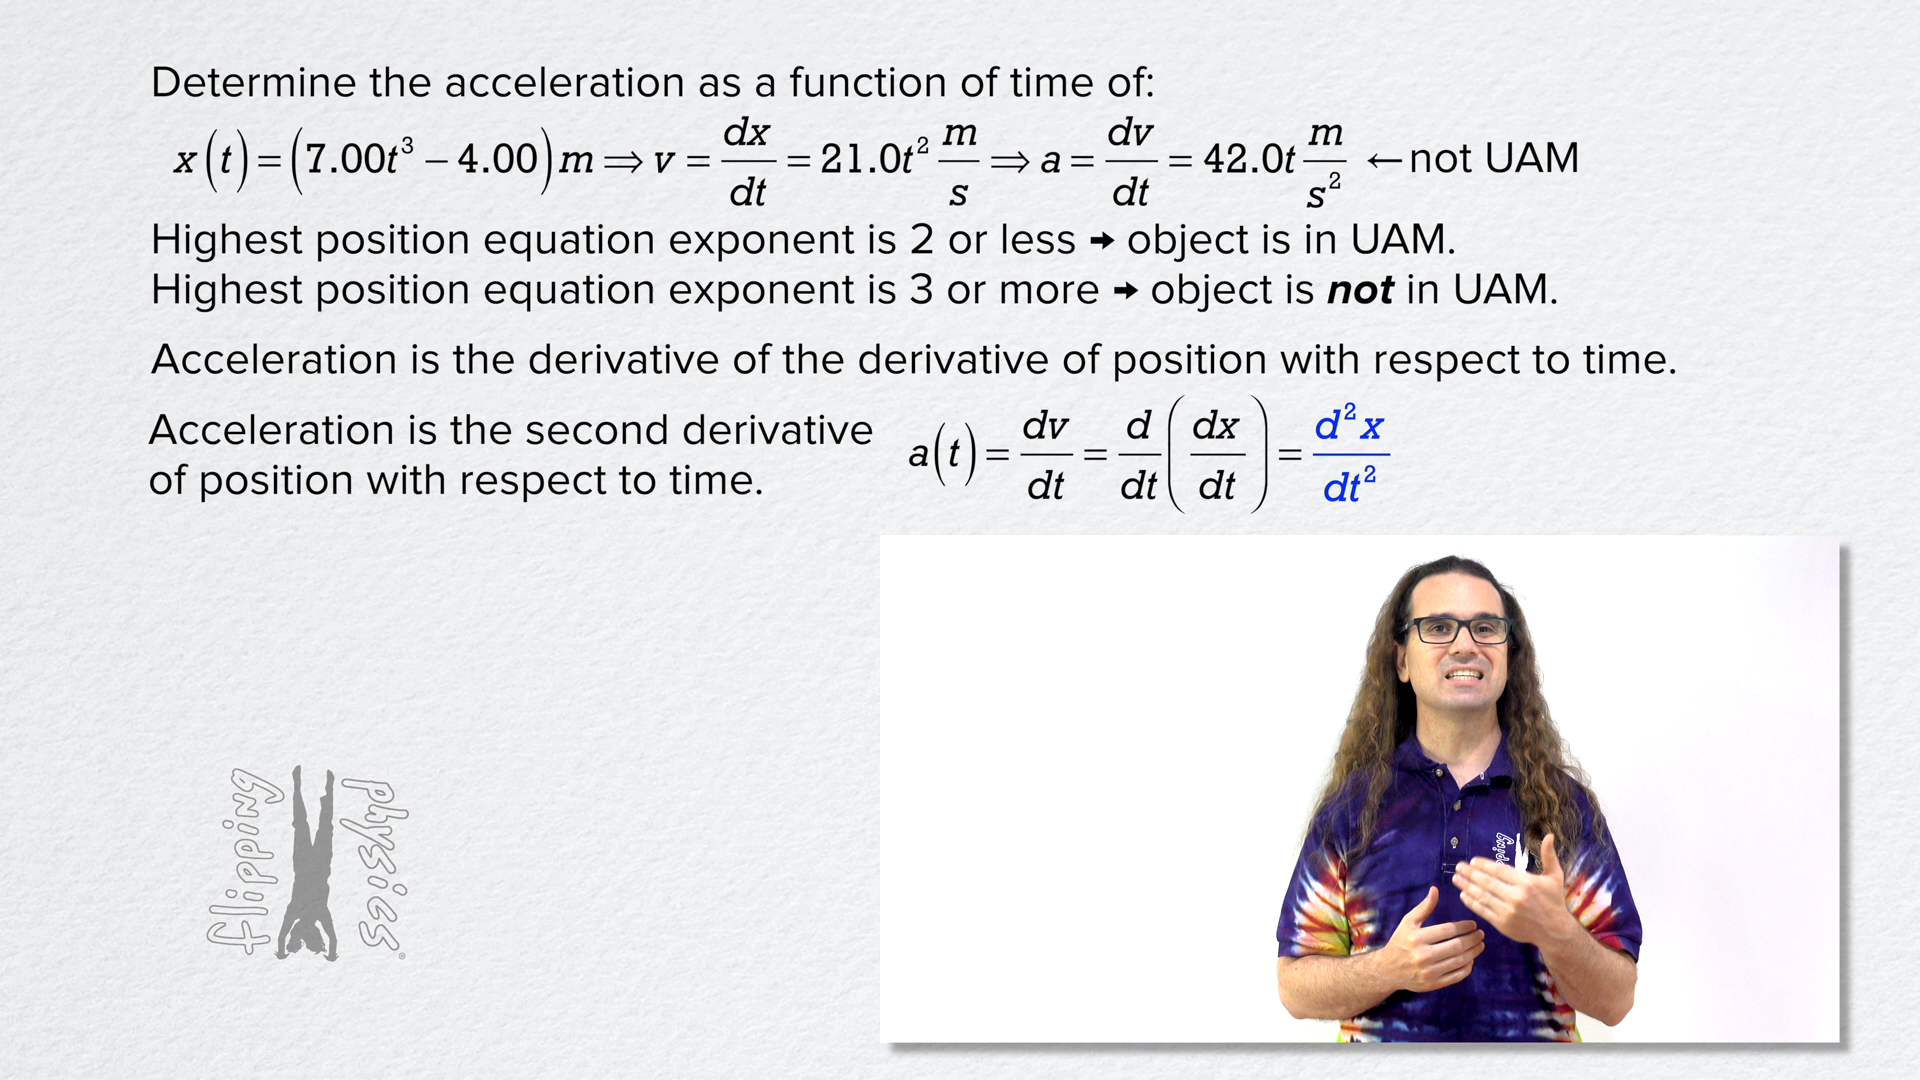 Determine the acceleration as a function of time of:
x(t) = (7.00t³ – 4.00)m ⇒ v = dx/dt = 21.0t² m/s ⇒ a = dv/dt = 42.0t m/s² ← not UAM
Highest position equation exponent is 2 or less ➞ object is in UAM.
Highest position equation exponent is 3 or more ➞ object is not in UAM.
Acceleration is the derivative of the derivative of position with respect to time.
Acceleration is the second derivative
of position with respect to time.
a(t) = dv/dt = d/dt(dx/dt) = d²x/dt²
flipping
physics®